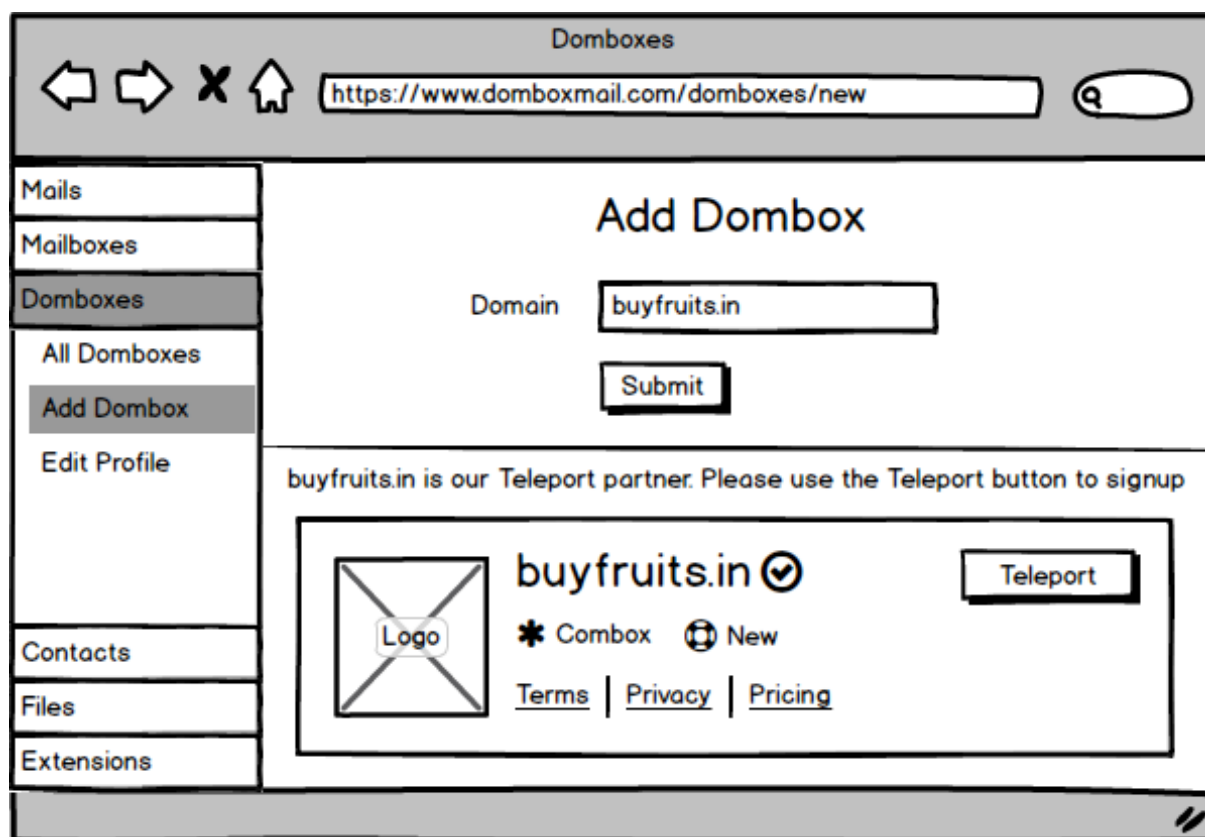 Domboxes
https://www.domboxmail.com/domboxes/new
Mails
Mailboxes
Domboxes
All Domboxes
Add Dombox
Edit Profile
Contacts
Files
Extensions
Add Dombox
Domain buyfruits.in
Submit
buyfruits.in is our Teleport partner. Please use the Teleport button to signup
Logo
buyfruits.in
Teleport
Combox New
Terms Privacy Pricing